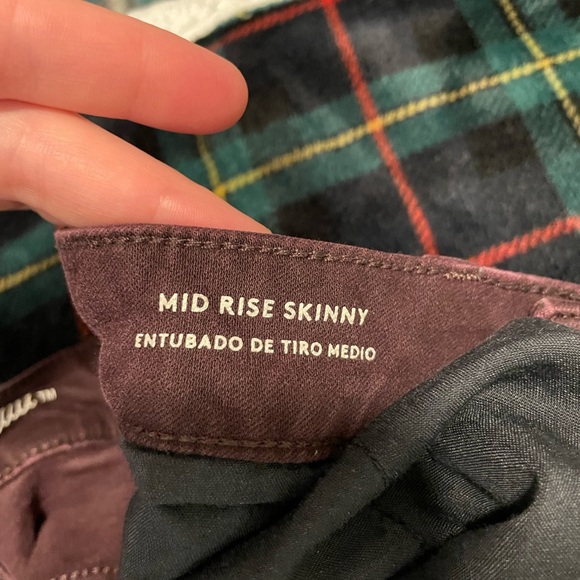 MID RISE SKINNY
ENTUBADO DE TIRO MEDIO